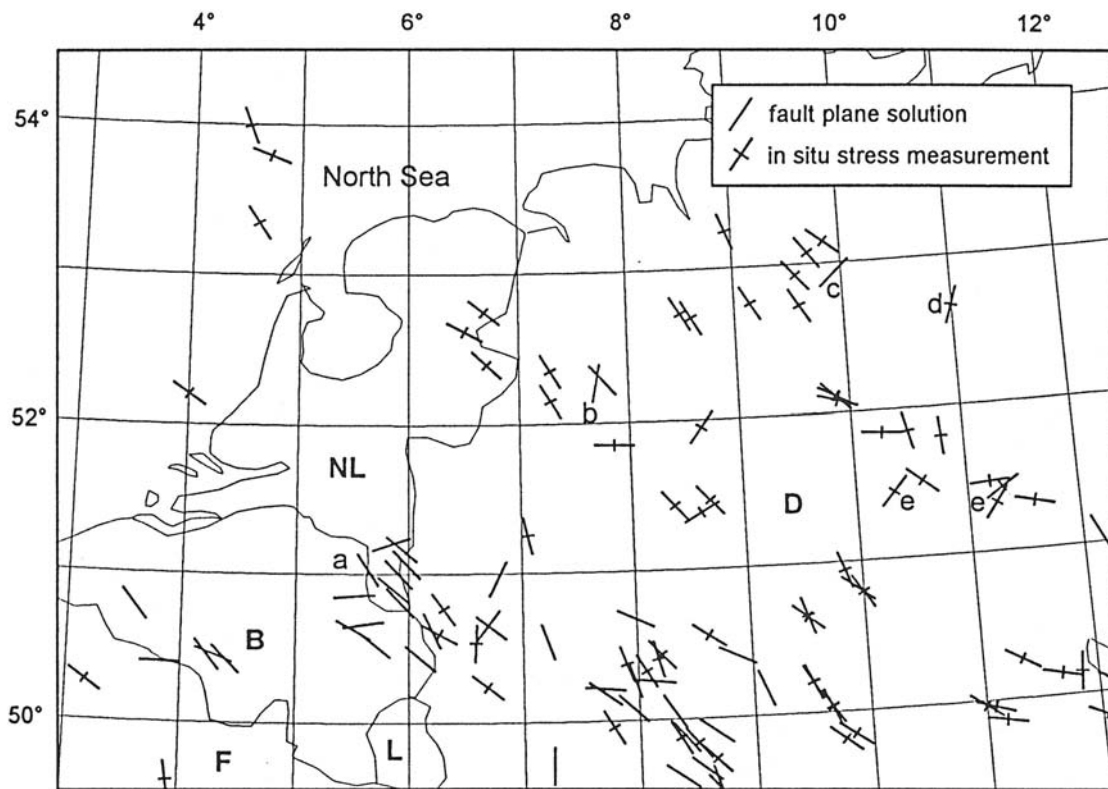 4° 6° 8° 10° 12°
54°
fault plane solution
in situ stress measurement
North Sea
c
d
52°
b
NL
D
e
e
a
B
50°
F
L